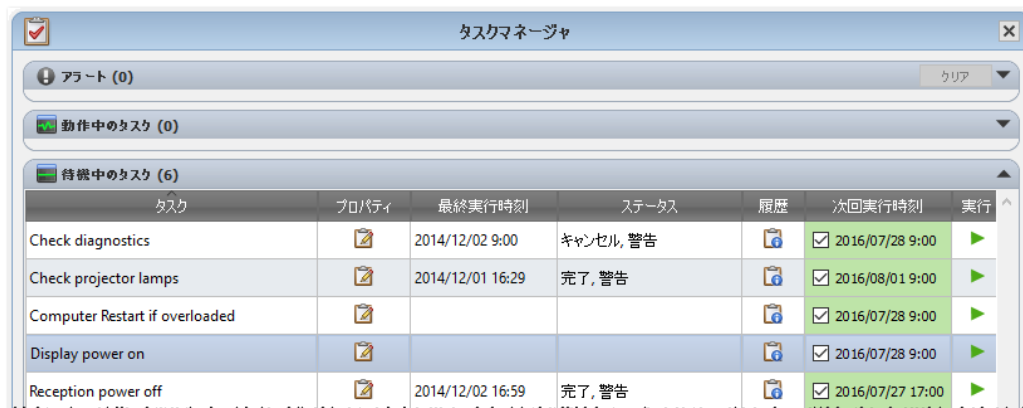 タスクマネージャ
アラート (0) クリア
動作中のタスク (0)
待機中のタスク (6)
タスク プロパティ 最終実行時刻 ステータス 履歴 次回実行時刻 実行
Check diagnostics 2014/12/02 9:00 キャンセル, 警告 2016/07/28 9:00
Check projector lamps 2014/12/01 16:29 完了, 警告 2016/08/01 9:00
Computer Restart if overloaded 2016/07/28 9:00
Display power on 2016/07/28 9:00
Reception power off 2014/12/02 16:59 完了, 警告 2016/07/27 17:00